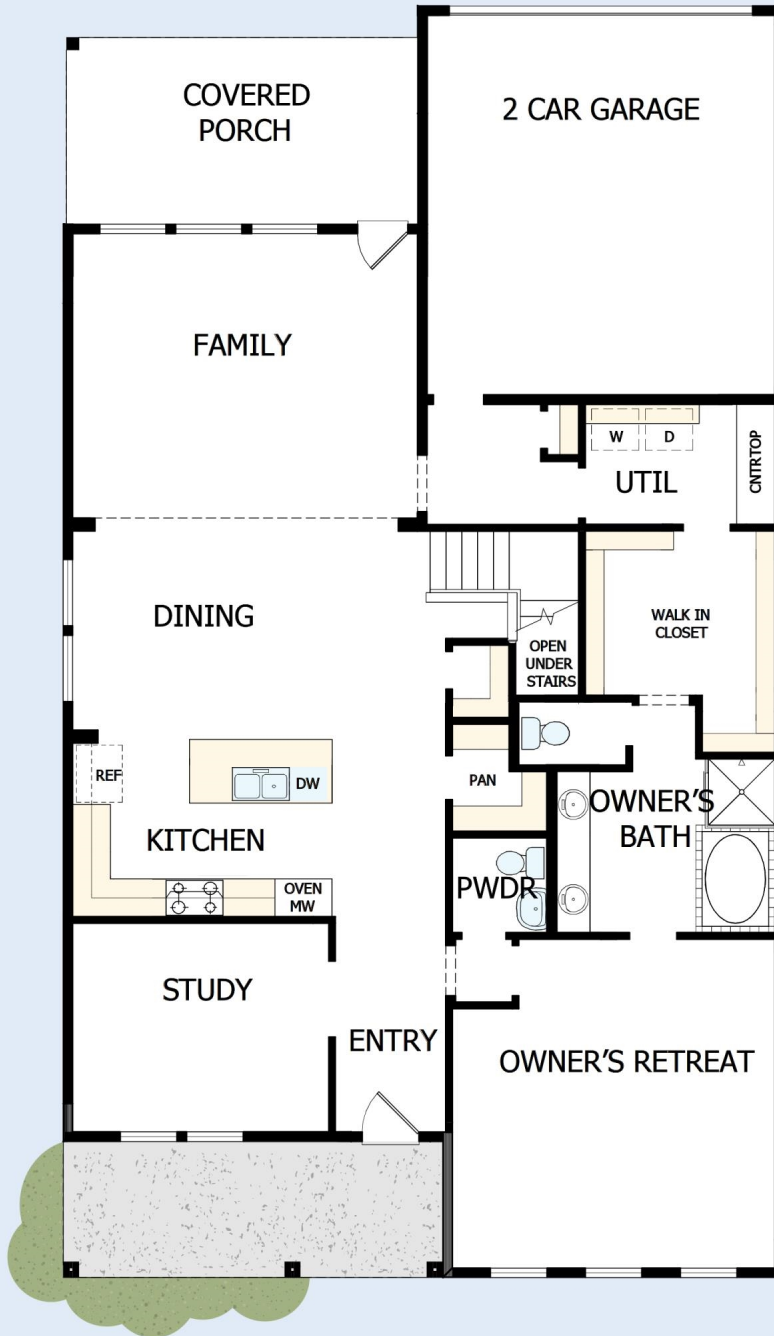 COVERED
PORCH
2 CAR GARAGE
FAMILY
W
D
CNTRTOP
UTIL
DINING
WALK IN
CLOSET
OPEN
UNDER
STAIRS
REF
DW
PAN
OWNER'S
BATH
KITCHEN
OVEN
MW
PWDR
STUDY
ENTRY
OWNER'S RETREAT